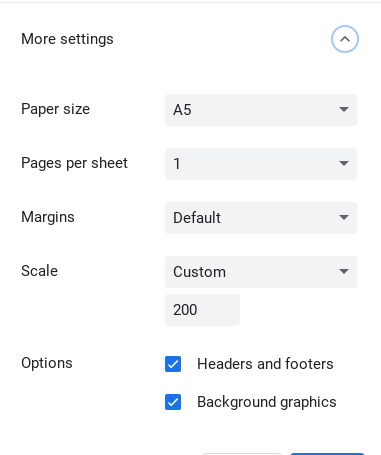 More settings
Paper size A5
Pages per sheet 1
Margins Default
Scale Custom
200
Options Headers and footers
Background graphics